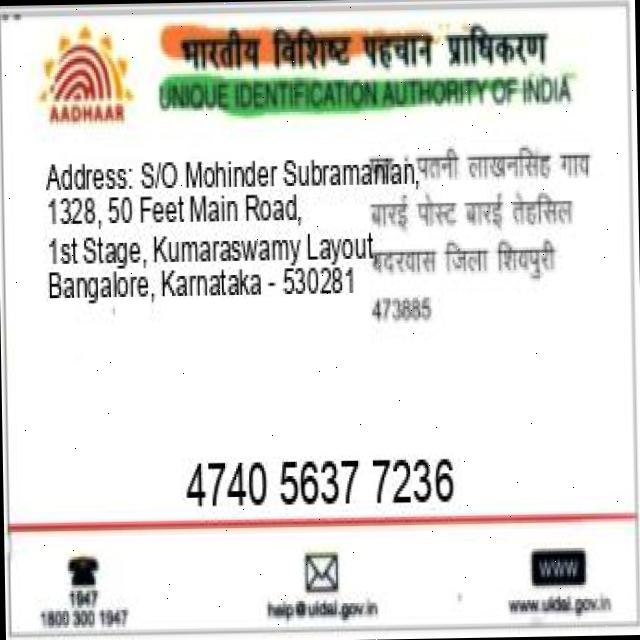 भारतीय विशिष्ट पहचान प्राधिकरण
UNIQUE IDENTIFICATION AUTHORITY OF INDIA
AADHAAR
Address: S/O Mohinder Subramanian,
1328, 50 Feet Main Road,
1st Stage, Kumaraswamy Layout,
Bangalore, Karnataka - 530281
पतनी लाखनसिंह गाव
बारई पोस्ट बारई तेहसिल
बदरवास जिला शिवपुरी
473885
4740 5637 7236
1947
1800 300 1947
help@uidai.gov.in
WWW
www.uidai.gov.in